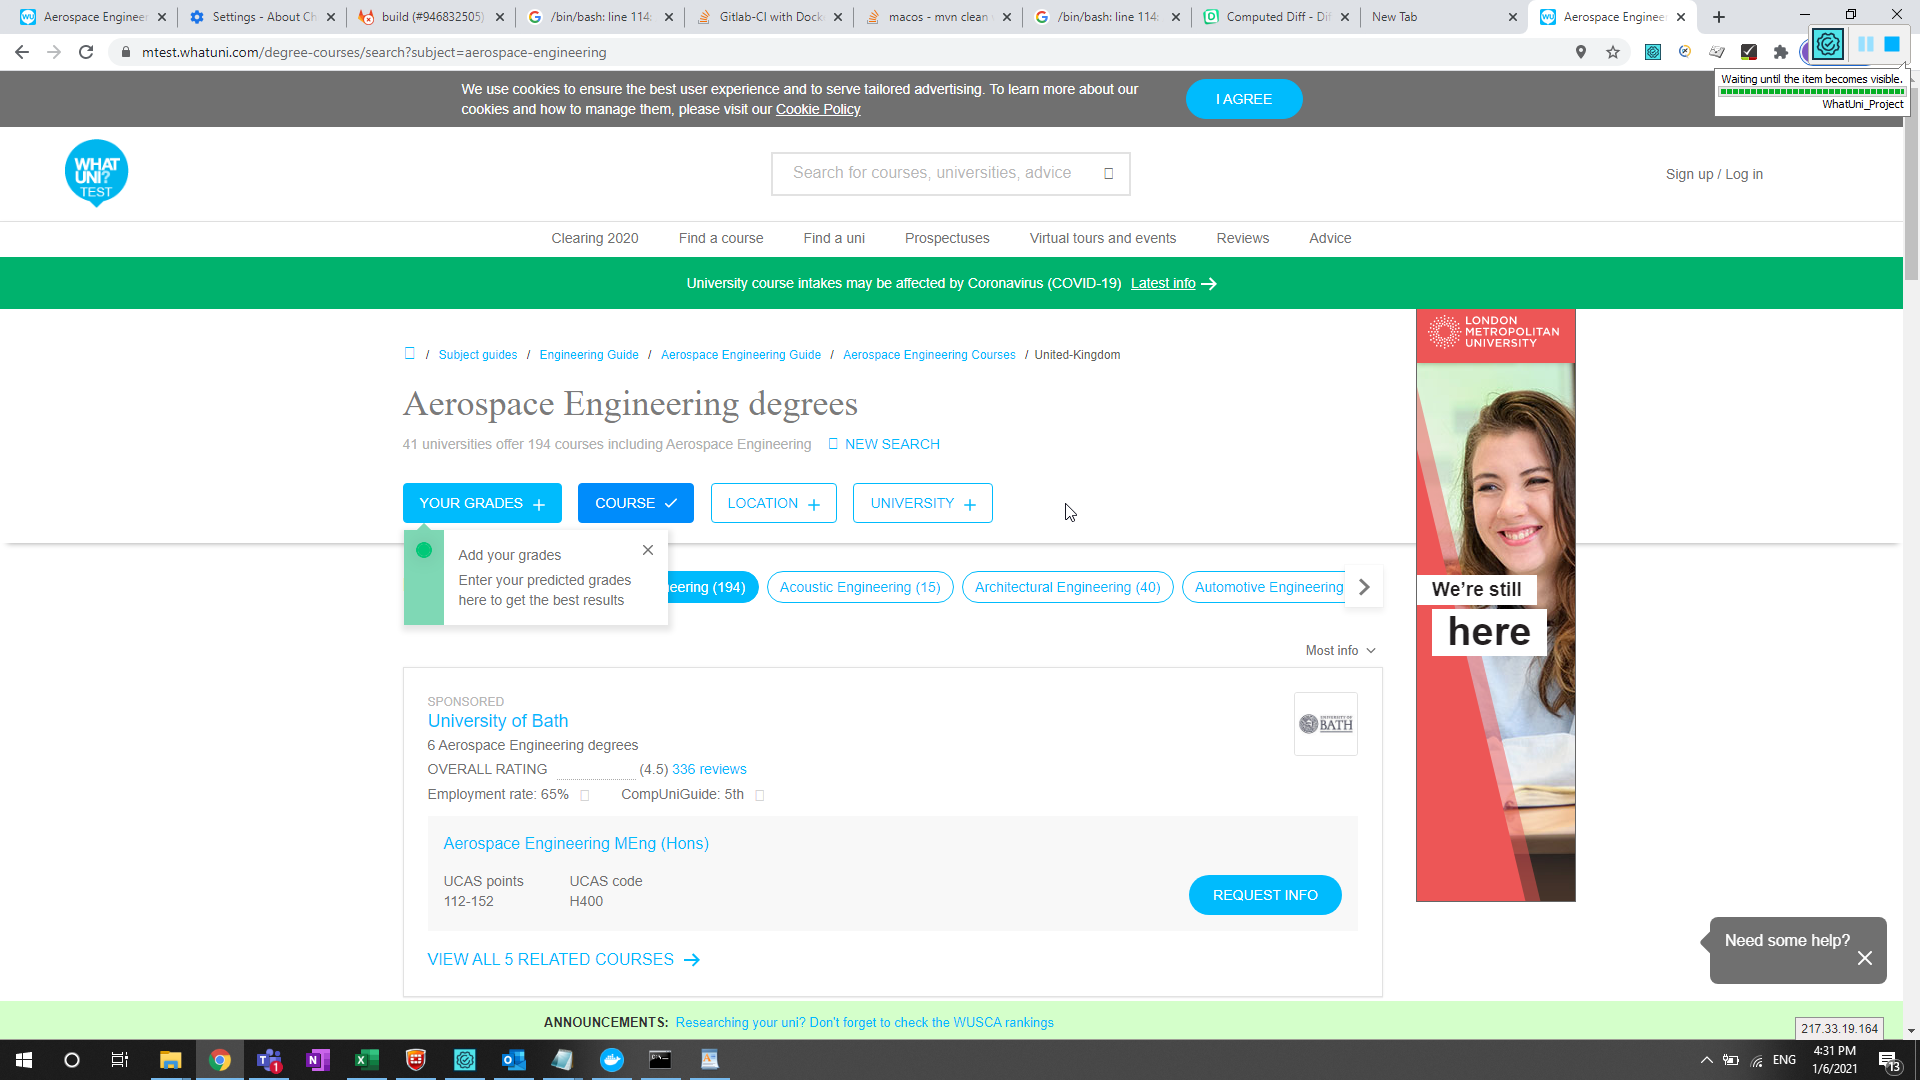 Aerospace Engineer
Settings - About Ch
build (#946832505)
/bin/bash: line 114:
Gitlab-CI with Dock
macos - mvn clean
/bin/bash: line 114:
Computed Diff - Dif
New Tab
Aerospace Engineer
mtest.whatuni.com/degree-courses/search?subject=aerospace-engineering
Waiting until the item becomes visible.
WhatUni_Project
We use cookies to ensure the best user experience and to serve tailored advertising. To learn more about our
cookies and how to manage them, please visit our Cookie Policy
I AGREE
WHAT
UNI?
TEST
Search for courses, universities, advice
Sign up / Log in
Clearing 2020 Find a course Find a uni Prospectuses Virtual tours and events Reviews Advice
University course intakes may be affected by Coronavirus (COVID-19) Latest info
/ Subject guides / Engineering Guide / Aerospace Engineering Guide / Aerospace Engineering Courses / United-Kingdom
Aerospace Engineering degrees
41 universities offer 194 courses including Aerospace Engineering NEW SEARCH
YOUR GRADES COURSE LOCATION UNIVERSITY
Add your grades
Enter your predicted grades
here to get the best results
eering (194) Acoustic Engineering (15) Architectural Engineering (40) Automotive Engineering
Most info
SPONSORED
University of Bath
6 Aerospace Engineering degrees
OVERALL RATING (4.5) 336 reviews
Employment rate: 65% CompUniGuide: 5th
UNIVERSITY OF
BATH
Aerospace Engineering MEng (Hons)
UCAS points UCAS code
112-152 H400
REQUEST INFO
VIEW ALL 5 RELATED COURSES
LONDON
METROPOLITAN
UNIVERSITY
We're still
here
Need some help?
ANNOUNCEMENTS: Researching your uni? Don't forget to check the WUSCA rankings
217.33.19.164
1
ENG
4:31 PM
1/6/2021
13